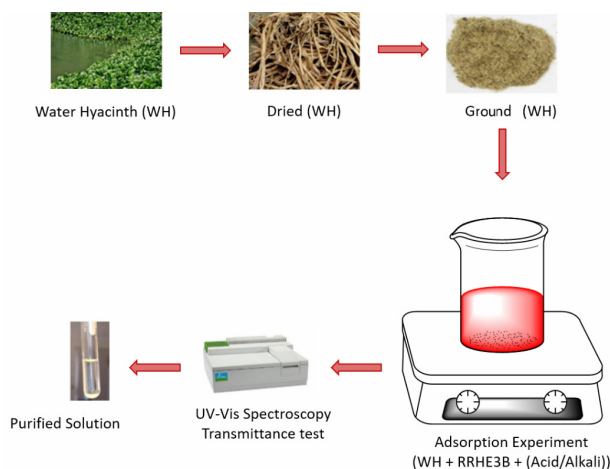 Water Hyacinth (WH)
Dried (WH)
Ground (WH)
Purified Solution
UV-Vis Spectroscopy
Transmittance test
Adsorption Experiment
(WH + RRHE3B + (Acid/Alkali))